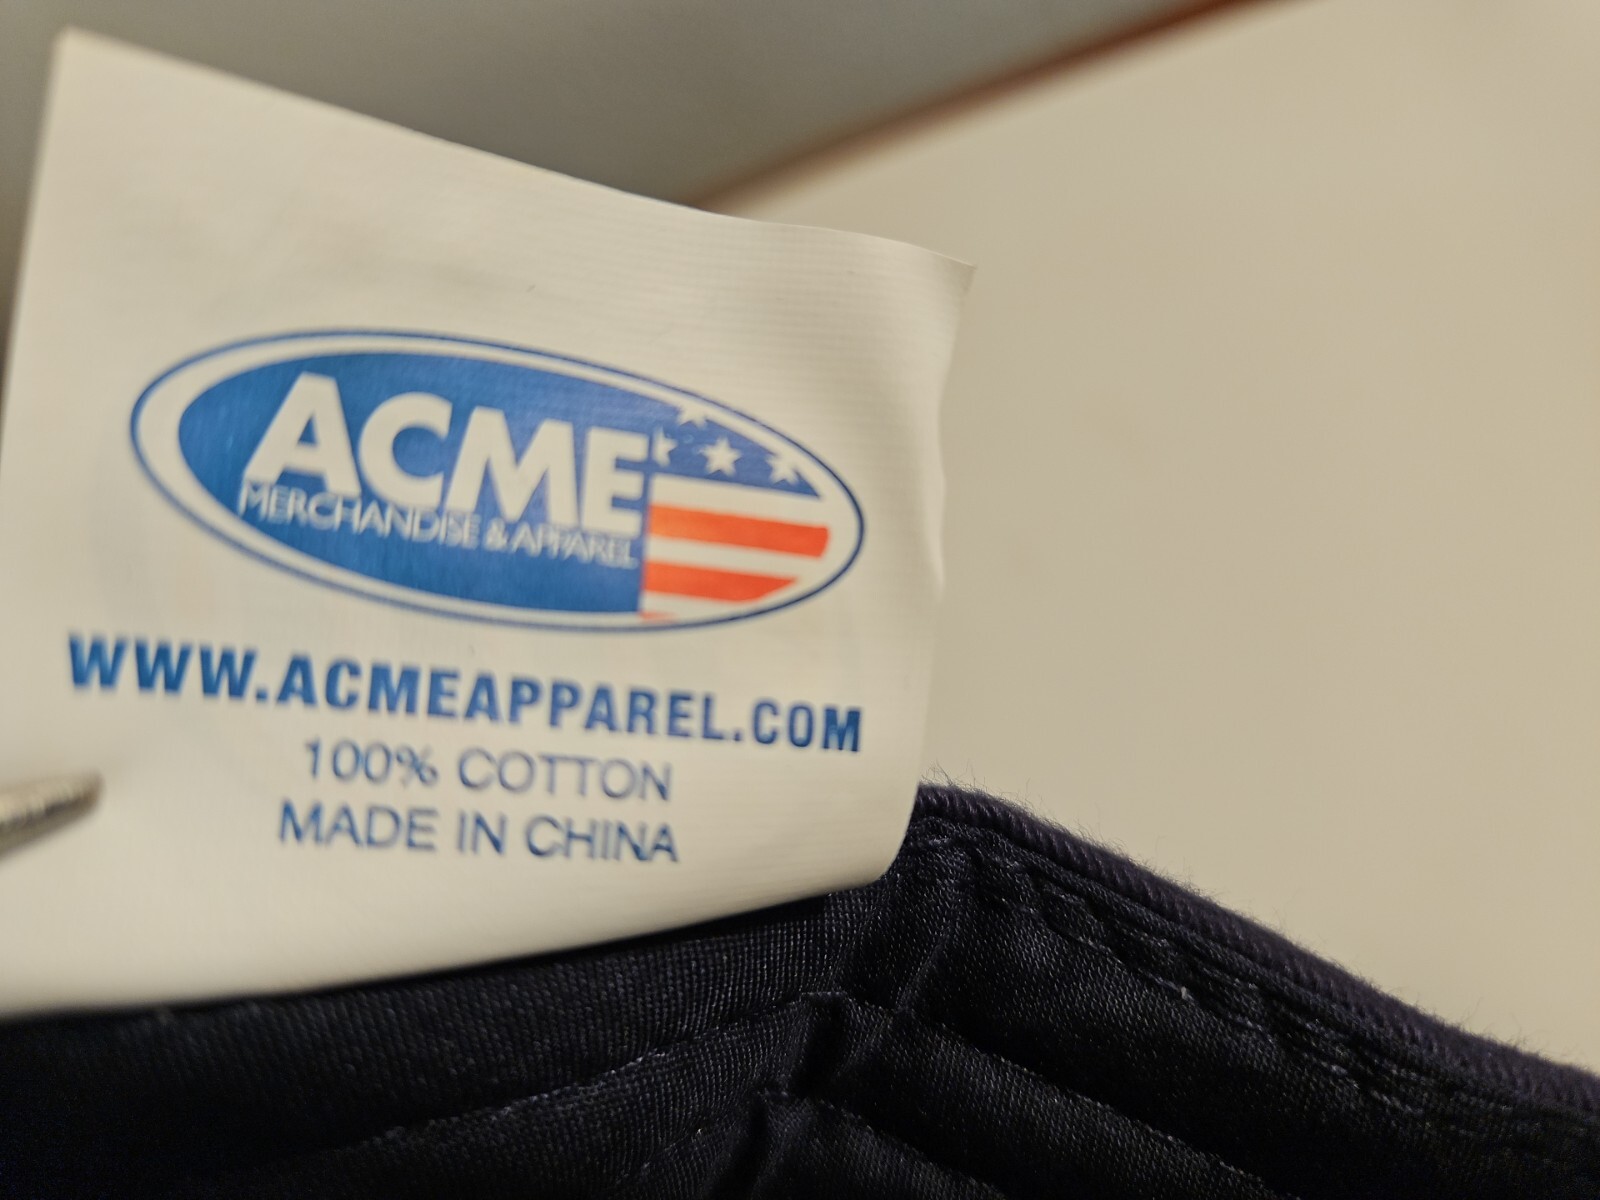 ACME
MERCHANDISE & APPAREL
WWW.ACMEAPPAREL.COM
100% COTTON
MADE IN CHINA